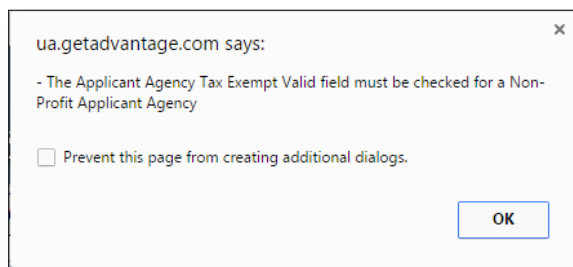 ua.getadvantage.com says:
- The Applicant Agency Tax Exempt Valid field must be checked for a Non-
Profit Applicant Agency
Prevent this page from creating additional dialogs.
OK